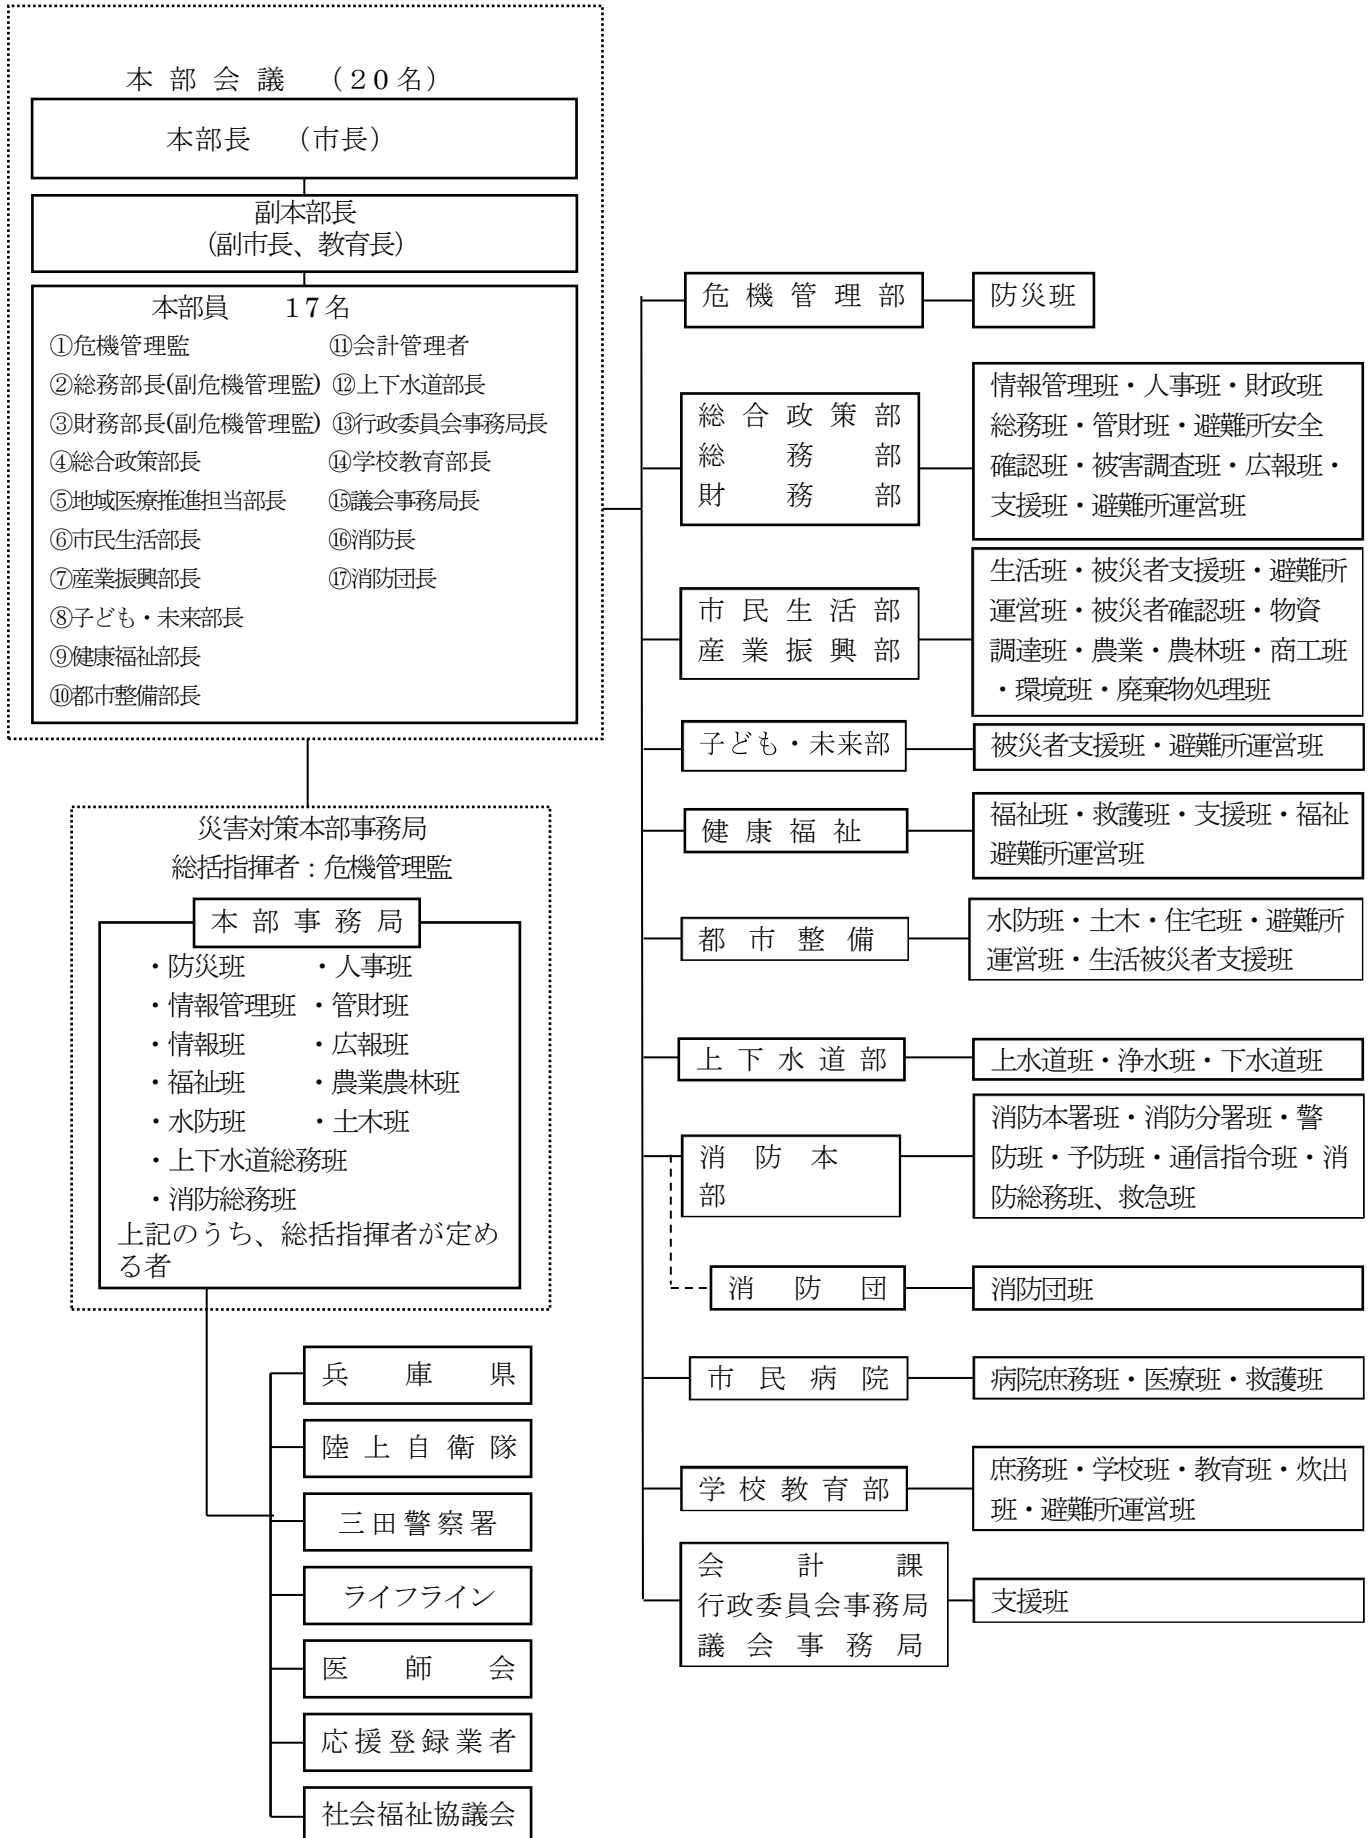 本部会議 （２０名）
本部長 （市長）
副本部長
(副市長、教育長)
本部員 １７名
①危機管理監
②総務部長(副危機管理監)
③財務部長(副危機管理監)
④総合政策部長
⑤地域医療推進担当部長
⑥市民生活部長
⑦産業振興部長
⑧子ども・未来部長
⑨健康福祉部長
⑩都市整備部長
⑪会計管理者
⑫上下水道部長
⑬行政委員会事務局長
⑭学校教育部長
⑮議会事務局長
⑯消防長
⑰消防団長
災害対策本部事務局
総括指揮者：危機管理監
本部事務局
・防災班 ・人事班
・情報管理班 ・管財班
・情報班 ・広報班
・福祉班 ・農業農林班
・水防班 ・土木班
・上下水道総務班
・消防総務班
上記のうち、総括指揮者が定め
る者
兵庫県
陸上自衛隊
三田警察署
ライフライン
医師会
応援登録業者
社会福祉協議会
危機管理部
防災班
総合政策部
総務部
財務部
情報管理班・人事班・財政班
総務班・管財班・避難所安全
確認班・被害調査班・広報班・
支援班・避難所運営班
市民生活部
産業振興部
生活班・被災者支援班・避難所
運営班・被災者確認班・物資
調達班・農業・農林班・商工班
・環境班・廃棄物処理班
子ども・未来部
被災者支援班・避難所運営班
健康福祉
福祉班・救護班・支援班・福祉
避難所運営班
都市整備
水防班・土木・住宅班・避難所
運営班・生活被災者支援班
上下水道部
上水道班・浄水班・下水道班
消防本
部
消防本署班・消防分署班・警
防班・予防班・通信指令班・消
防総務班、救急班
消防団
消防団班
市民病院
病院庶務班・医療班・救護班
学校教育部
庶務班・学校班・教育班・炊出
班・避難所運営班
会計課
行政委員会事務局
議会事務局
支援班